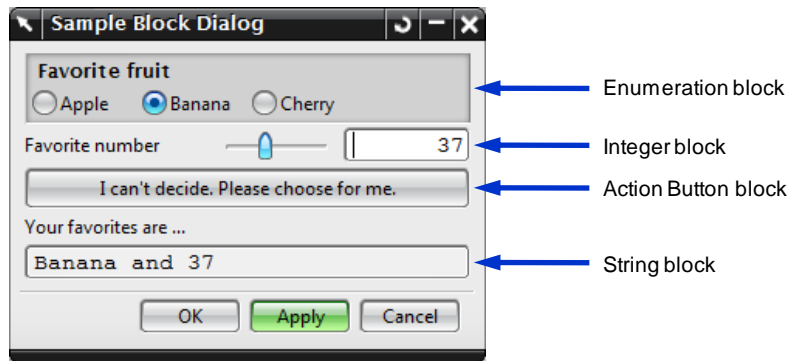 Sample Block Dialog
Favorite fruit
Enumeration block
Apple Banana Cherry
Favorite number 37
Integer block
I can't decide. Please choose for me.
Action Button block
Your favorites are ...
Banana and 37
String block
OK Apply Cancel